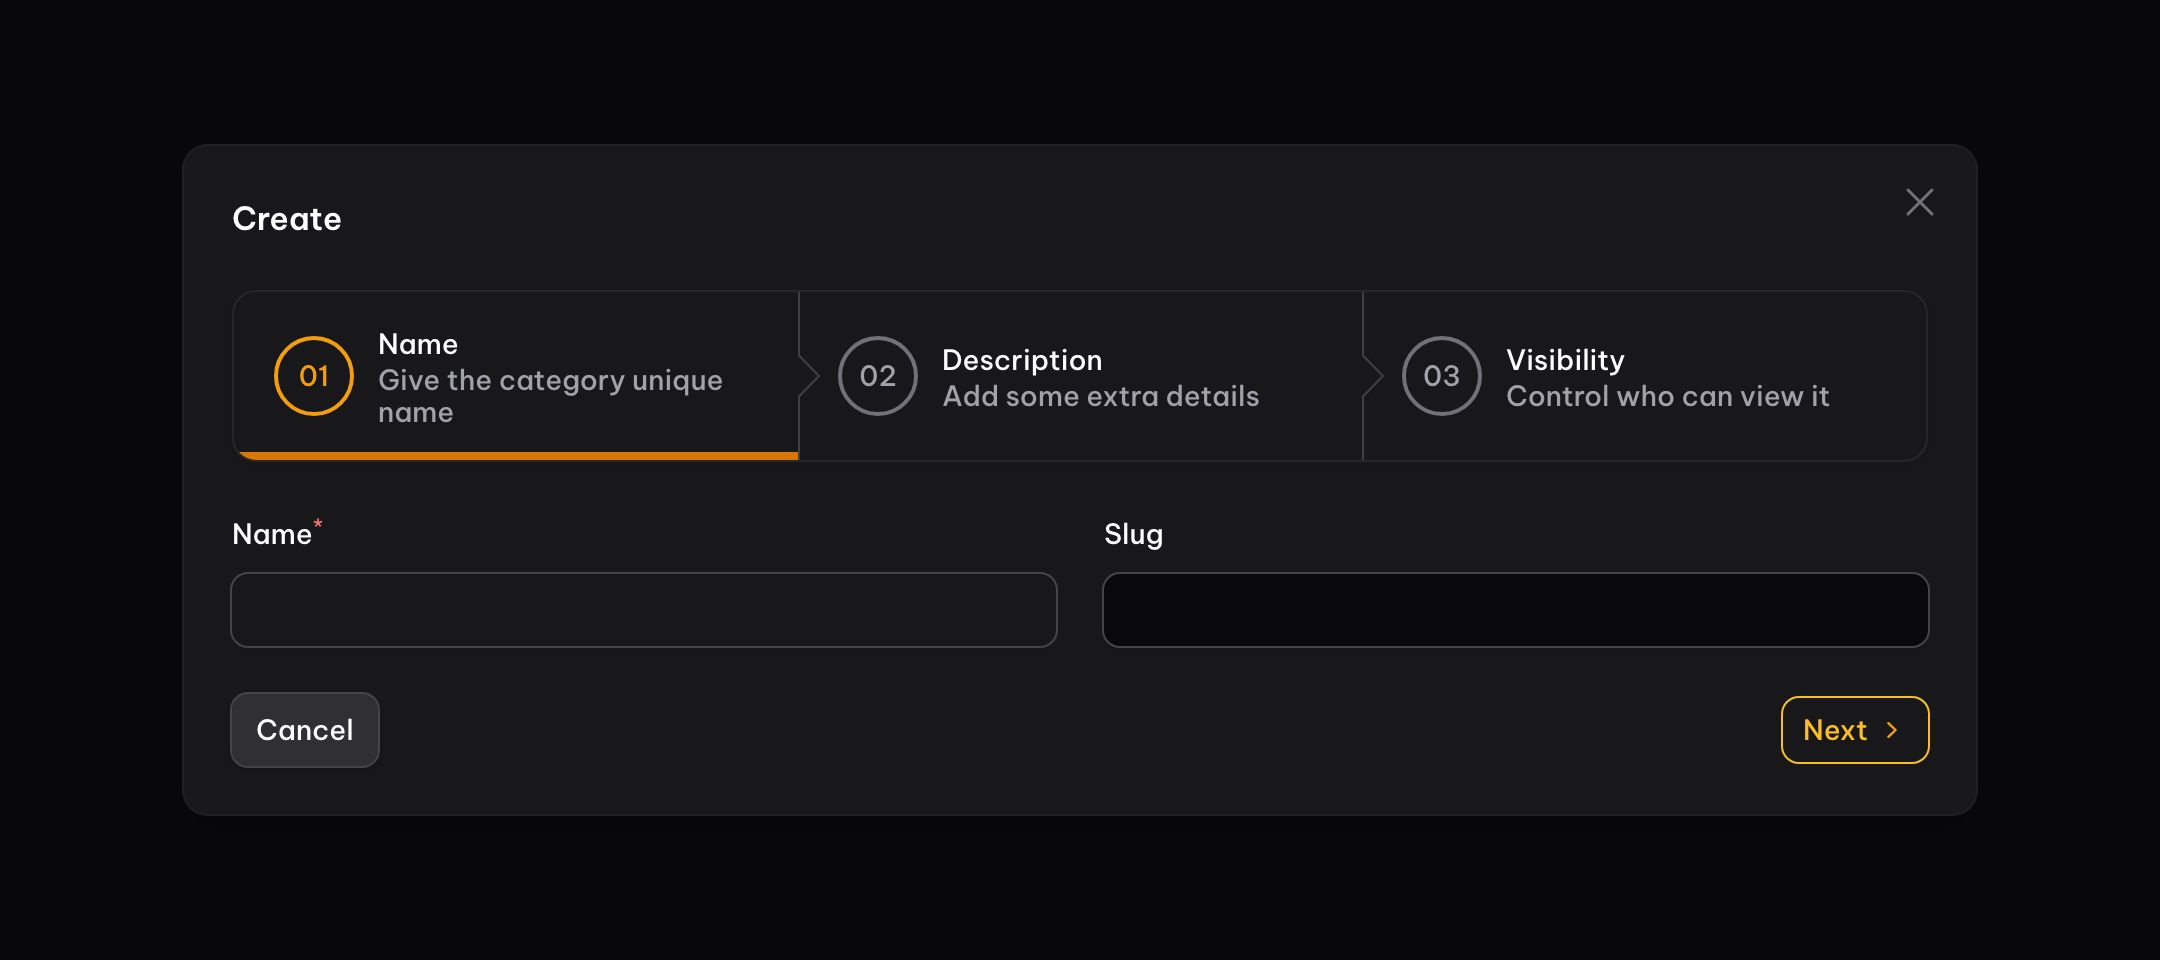 Create
01
Name
Give the category unique
name
02
Description
Add some extra details
03
Visibility
Control who can view it
Name*
Slug
Cancel
Next